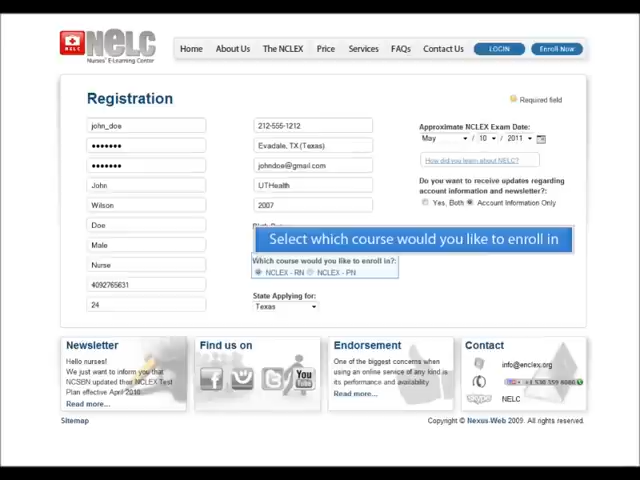 NELC
NELC
Nurses' E-Learning Center
Home
About Us
The NCLEX
Price
Services
FAQs
Contact Us
LOGIN
Enroll Now
Registration
Required field
john_doe
•••••••
•••••••
John
Wilson
Doe
Male
Nurse
4092765631
24
212-555-1212
Evadale, TX (Texas)
johndoe@gmail.com
UTHealth
2007
Select which course would you like to enroll in
Which course would you like to enroll in?:
NCLEX - RN
NCLEX - PN
State Applying for:
Texas
Approximate NCLEX Exam Date:
May / 10 / 2011
How did you learn about NELC?
Do you want to receive updates regarding
account information and newsletter?:
Yes, Both
Account Information Only
Newsletter
Hello nurses!
We just want to inform you that
NCSBN updated their NCLEX Test
Plan effective April 2010.
Read more...
Find us on
You
Tube
Endorsement
One of the biggest concerns when
using an online service of any kind is
its performance and availability
Read more...
Contact
info@enclex.org
NELC
Sitemap
Copyright © Nexus-Web 2009. All rights reserved.